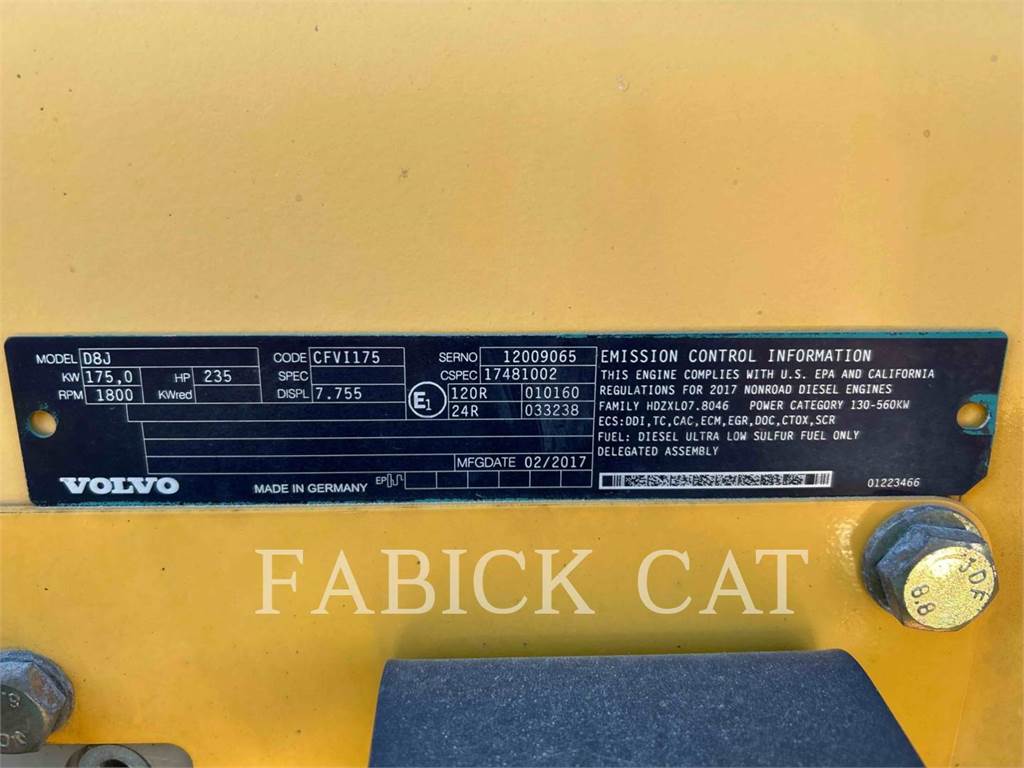 MODEL D8J CODE CFVI175 SERNO 12009065
KW 175,0 HP 235 SPEC CSPEC 17481002
RPM 1800 KWred DISPL 7.755 E1 120R 010160
24R 033238
MFGDATE 02/2017
VOLVO MADE IN GERMANY EP
EMISSION CONTROL INFORMATION
THIS ENGINE COMPLIES WITH U.S. EPA AND CALIFORNIA
REGULATIONS FOR 2017 NONROAD DIESEL ENGINES
FAMILY HDZXL07.8046 POWER CATEGORY 130-560KW
ECS:DDI,TC,CAC,ECM,EGR,DOC,CTOX,SCR
FUEL: DIESEL ULTRA LOW SULFUR FUEL ONLY
DELEGATED ASSEMBLY
01223466
FABICK CAT
JDF
8.8